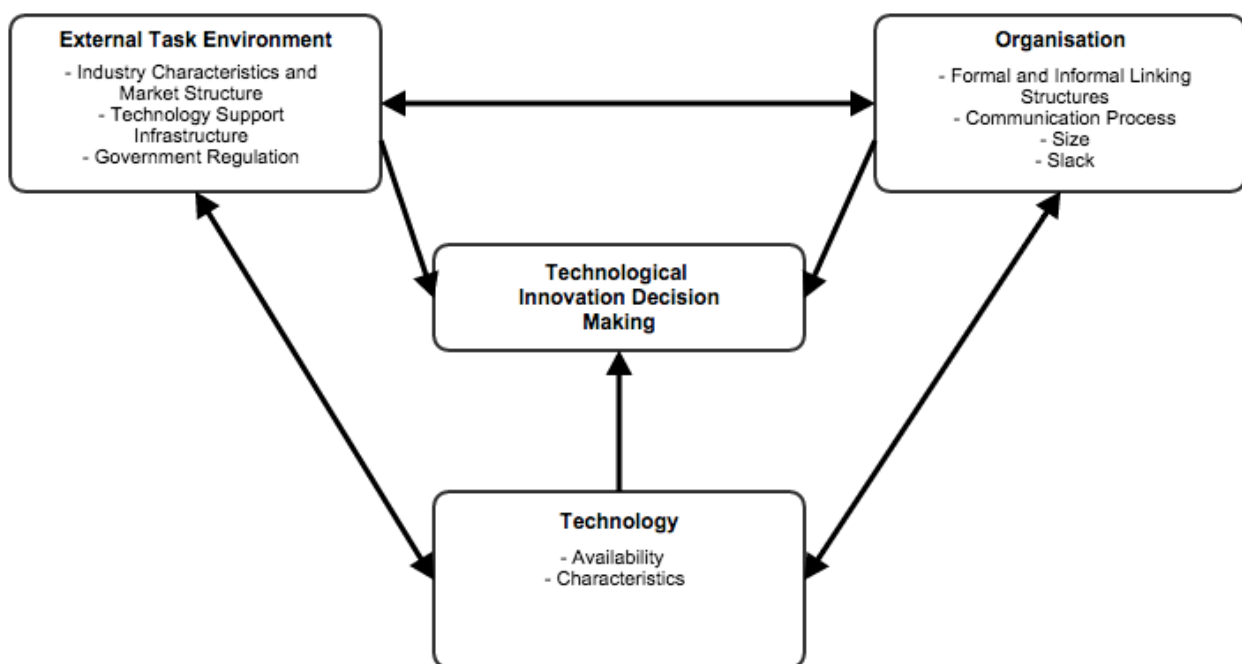 External Task Environment
- Industry Characteristics and
Market Structure
- Technology Support
Infrastructure
- Government Regulation
Organisation
- Formal and Informal Linking
Structures
- Communication Process
- Size
- Slack
Technological
Innovation Decision
Making
Technology
- Availability
- Characteristics